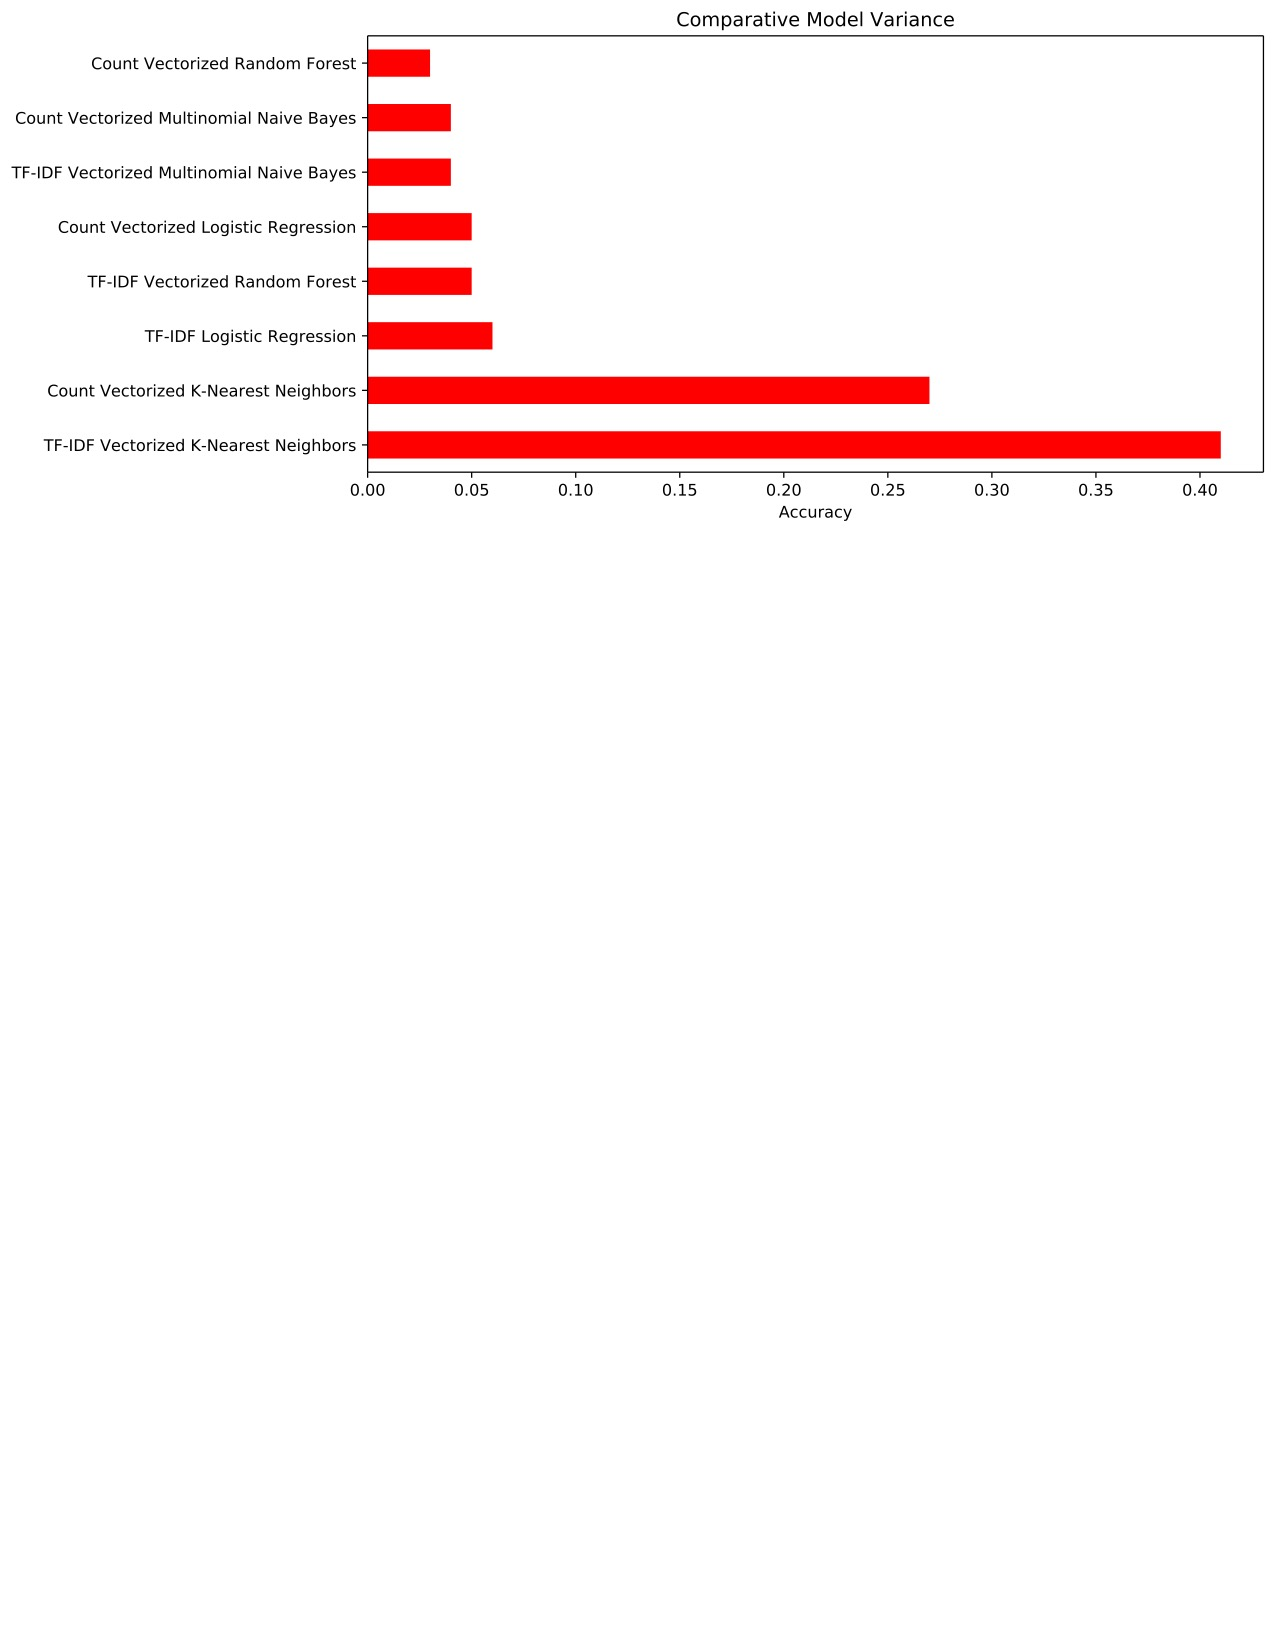 Comparative Model Variance
Count Vectorized Random Forest
Count Vectorized Multinomial Naive Bayes
TF-IDF Vectorized Multinomial Naive Bayes
Count Vectorized Logistic Regression
TF-IDF Vectorized Random Forest
TF-IDF Logistic Regression
Count Vectorized K-Nearest Neighbors
TF-IDF Vectorized K-Nearest Neighbors
0.00 0.05 0.10 0.15 0.20 0.25 0.30 0.35 0.40
Accuracy